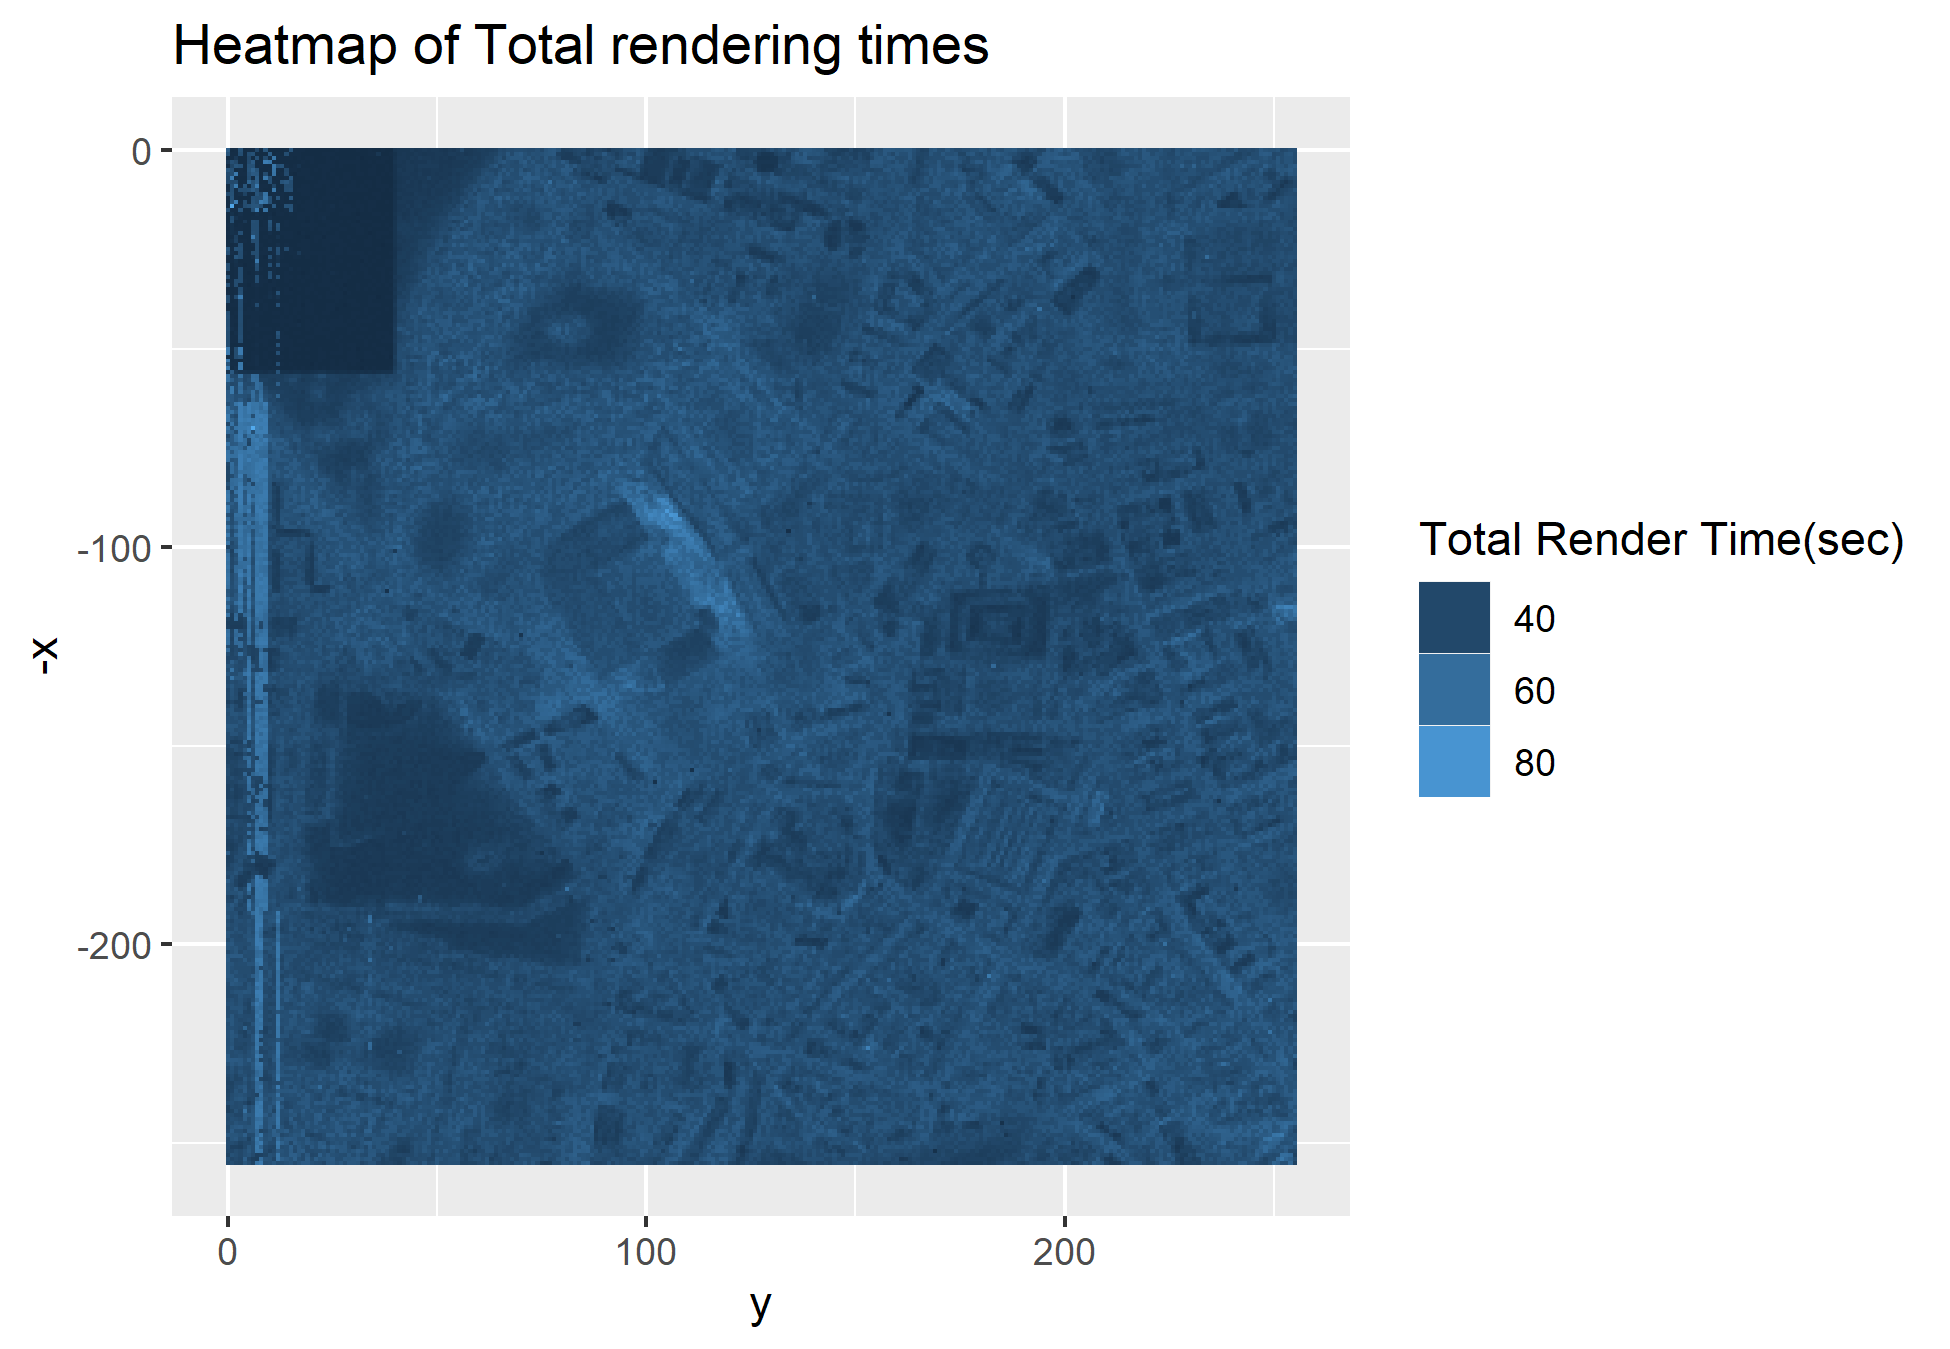 Heatmap of Total rendering times
0
-100
-200
-x
0
100
200
y
Total Render Time(sec)
40
60
80